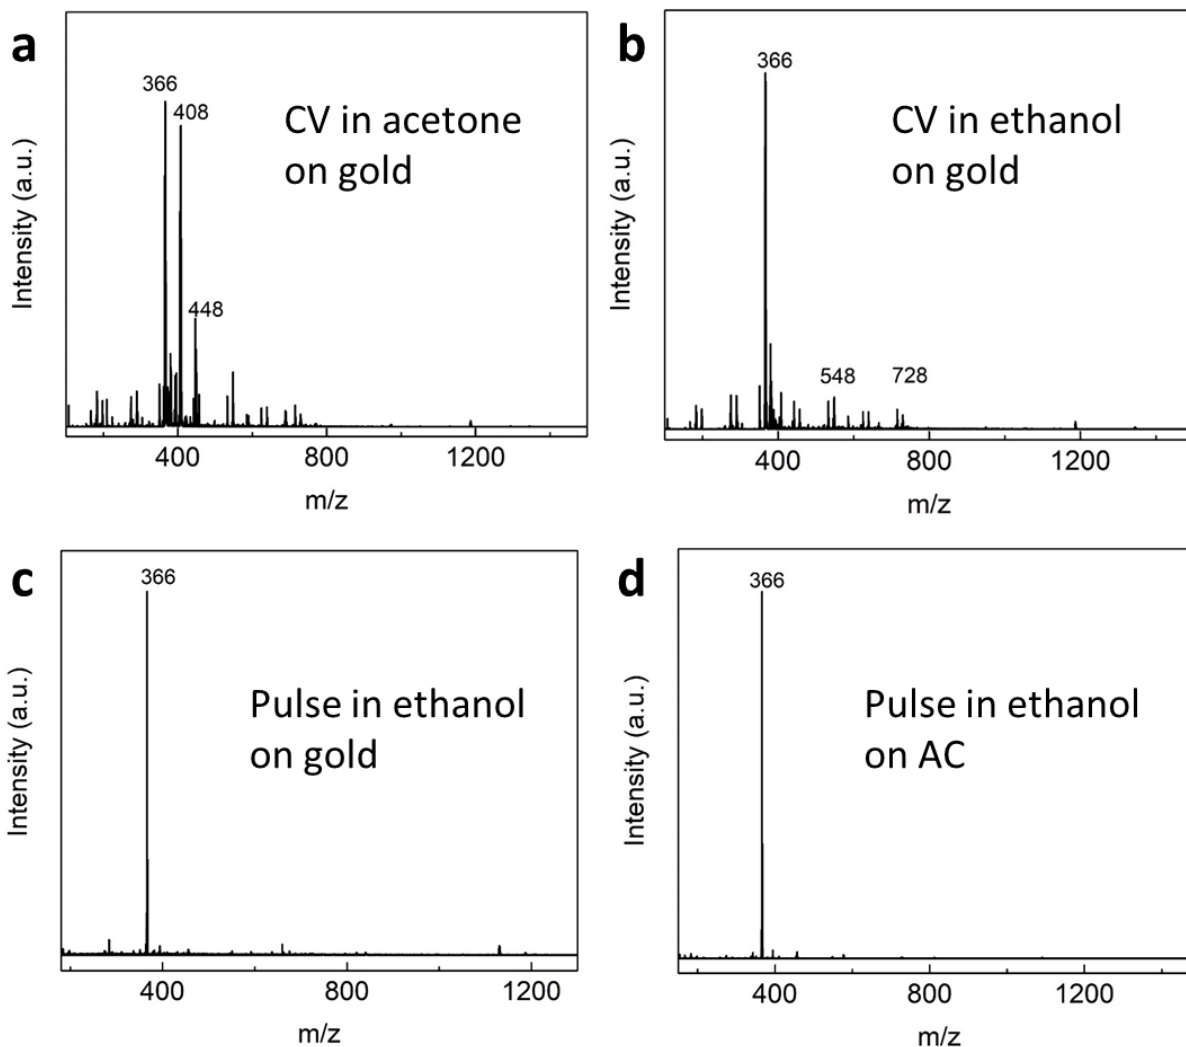 a
366
408
448
CV in acetone
on gold
Intensity (a.u.)
400
800
1200
m/z
b
366
548
728
CV in ethanol
on gold
Intensity (a.u.)
400
800
1200
m/z
c
366
Pulse in ethanol
on gold
Intensity (a.u.)
400
800
1200
m/z
d
366
Pulse in ethanol
on AC
Intensity (a.u.)
400
800
1200
m/z